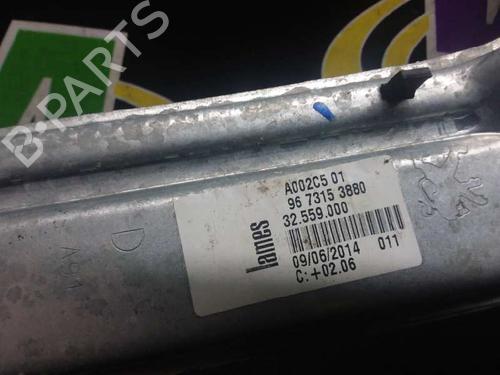 B-PARTS
A002C5 01
96 7315 3880
32.559.000
lames
09/06/2014 011
C:+02.06
D